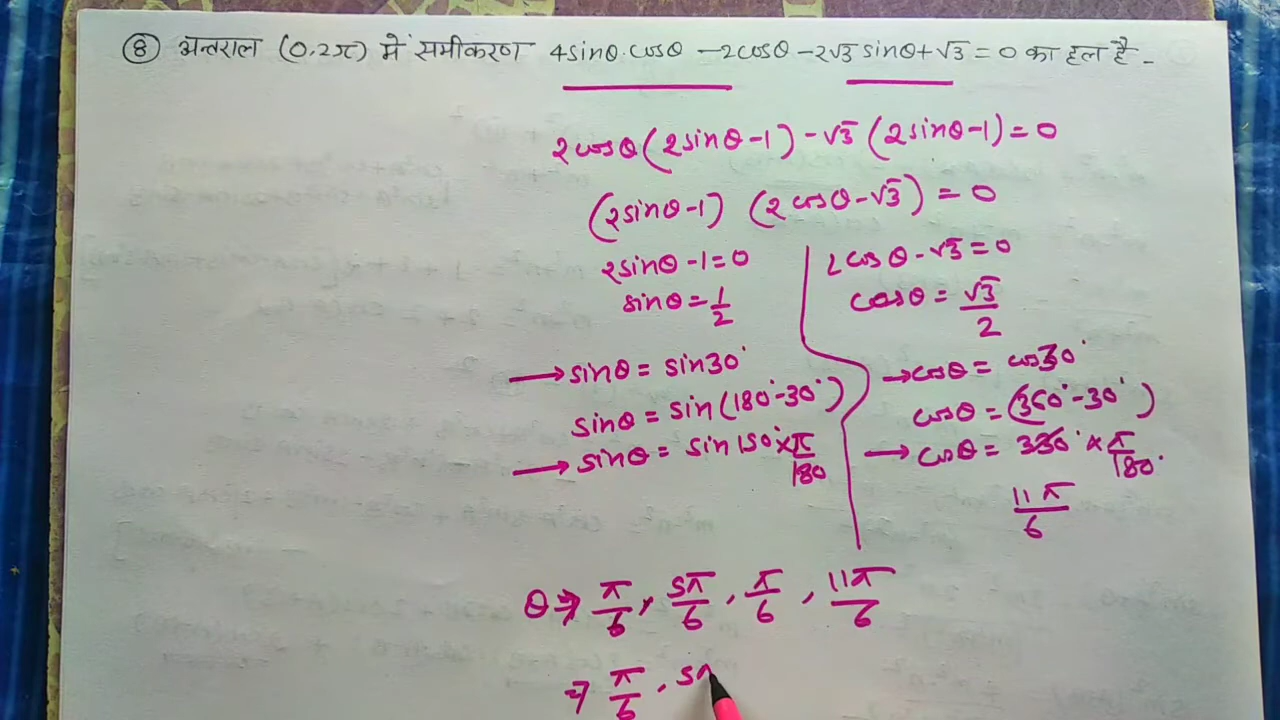 ⑧ अन्तराल (0.2π) में समीकरण 4sinθ.cosθ -2cosθ-2√3 sinθ+√3=0 का हल है -
2cosθ(2sinθ-1)-√3(2sinθ-1)=0
(2sinθ-1) (2cosθ-√3)=0
2sinθ-1=0
sinθ=1/2
→sinθ=sin30°
sinθ=sin(180°-30°)
→sinθ=sin150°×π/180
2cosθ-√3=0
cosθ=√3/2
→cosθ=cos30°
cosθ=(360°-30°)
→cosθ=330°×π/180°
11π/6
θ⇒π/6,5π/6,π/6,11π/6
⇒π/6,5π